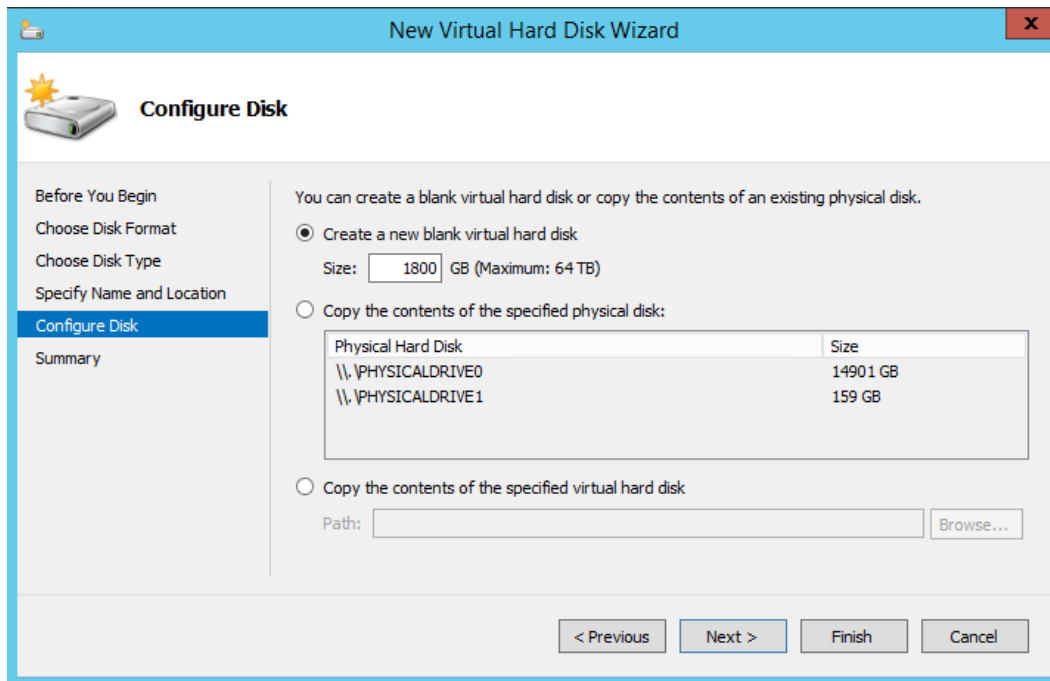 New Virtual Hard Disk Wizard
x
Configure Disk
Before You Begin
Choose Disk Format
Choose Disk Type
Specify Name and Location
Configure Disk
Summary
You can create a blank virtual hard disk or copy the contents of an existing physical disk.
Create a new blank virtual hard disk
Size: 1800 GB (Maximum: 64 TB)
Copy the contents of the specified physical disk:
Physical Hard Disk Size
\\.\PHYSICALDRIVE0 14901 GB
\\.\PHYSICALDRIVE1 159 GB
Copy the contents of the specified virtual hard disk
Path: Browse...
< Previous Next > Finish Cancel